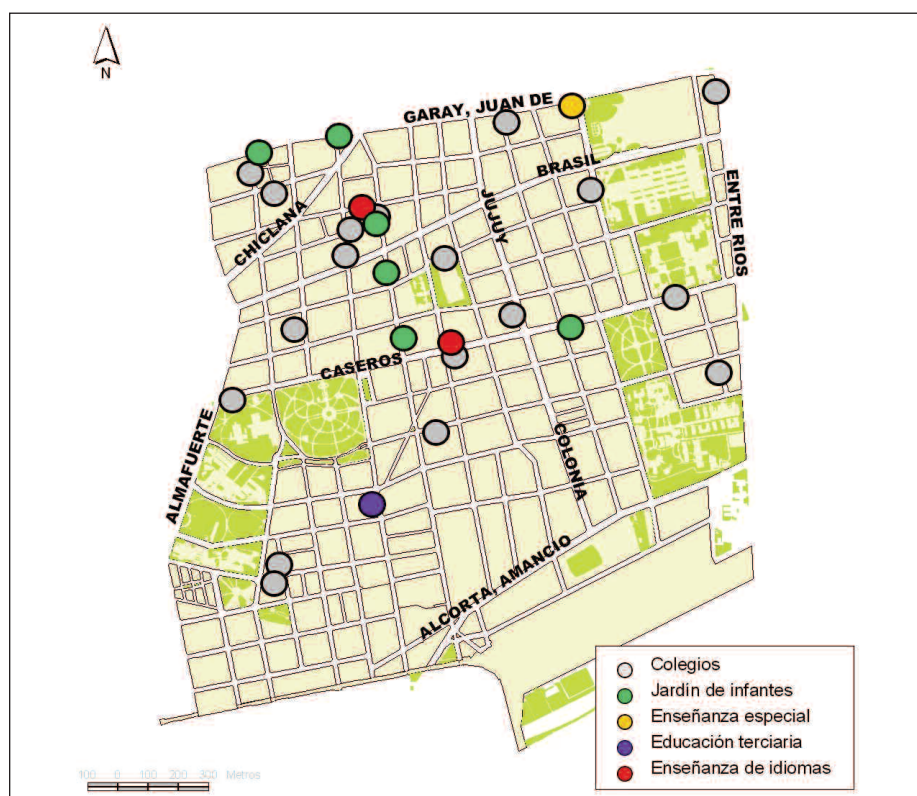 N
GARAY, JUAN DE
BRASIL
JUJUY
ENTRE RIOS
CHICLANA
CASEROS
ALMAFUERTE
COLONIA
ALCORTA, AMANCIO
Colegios
Jardín de infantes
Enseñanza especial
Educación terciaria
Enseñanza de idiomas
100 0 100 200 300 Metros